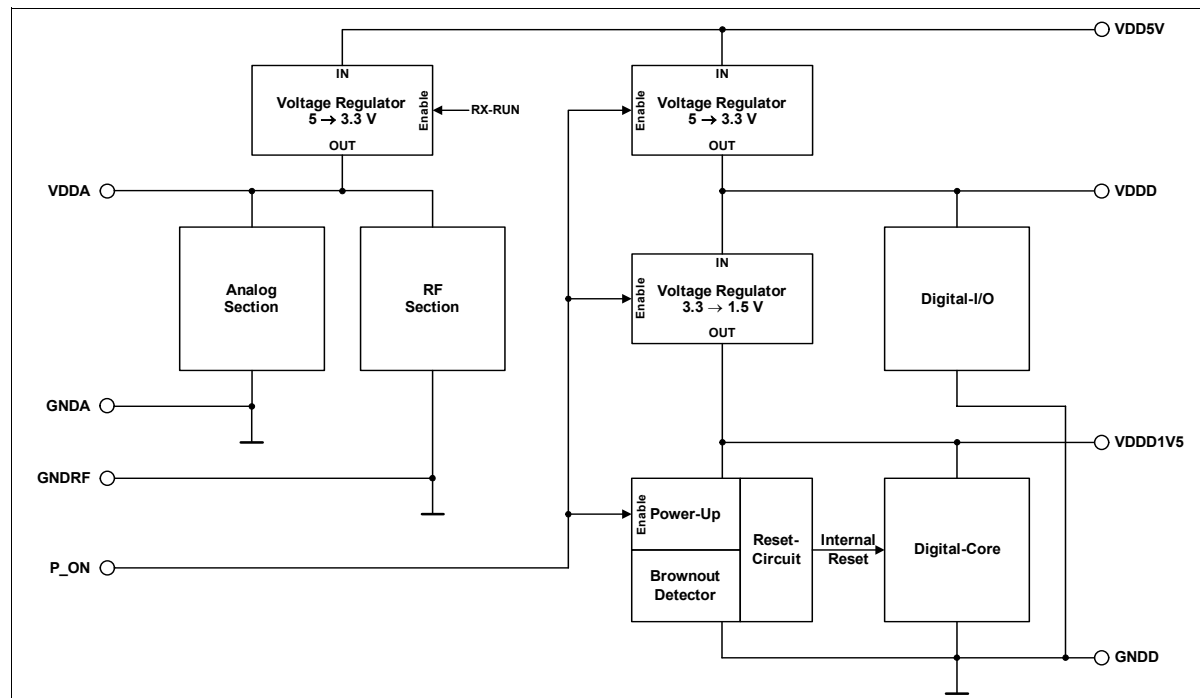 VDD5V
IN
Voltage Regulator
5 → 3.3 V
Enable
OUT
RX-RUN
IN
Enable
Voltage Regulator
5 → 3.3 V
OUT
VDDA
VDDD
Analog
Section
RF
Section
IN
Enable
Voltage Regulator
3.3 → 1.5 V
OUT
Digital-I/O
GNDA
VDDD1V5
GNDRF
Enable
Power-Up
Brownout
Detector
Reset-
Circuit
Internal
Reset
Digital-Core
P_ON
GNDD